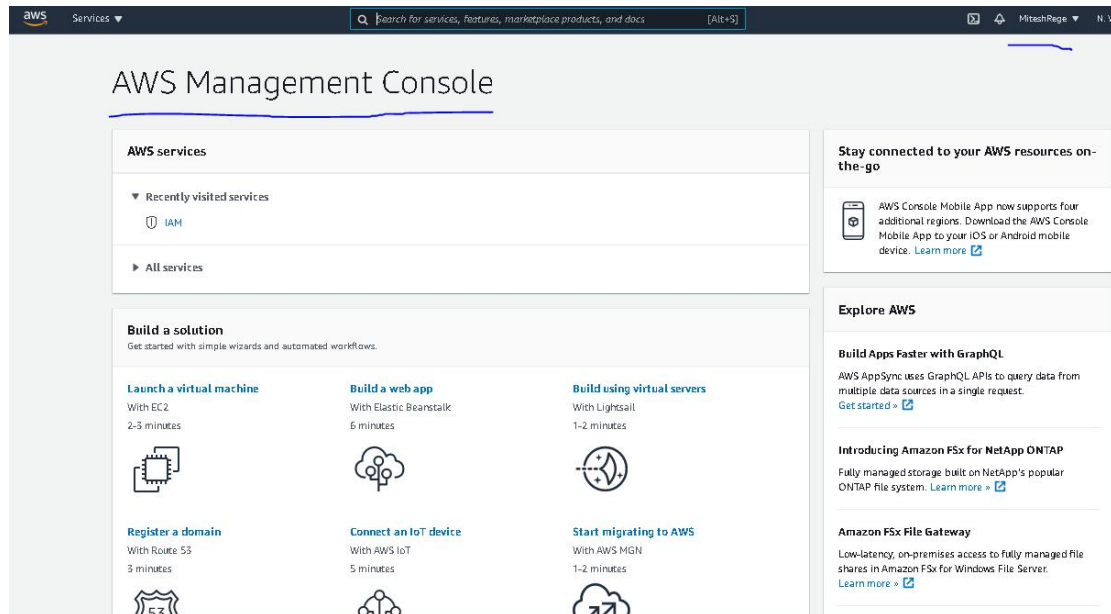 aws
Services ▼
Search for services, features, marketplace products, and docs
[Alt+S]
MiteshRege ▼
N. V
AWS Management Console
AWS services
▼ Recently visited services
IAM
▶ All services
Build a solution
Get started with simple wizards and automated workflows.
Launch a virtual machine
With EC2
2-3 minutes
Build a web app
With Elastic Beanstalk
6 minutes
Build using virtual servers
With Lightsail
1-2 minutes
Register a domain
With Route 53
3 minutes
53
Connect an IoT device
With AWS IoT
5 minutes
Start migrating to AWS
With AWS MGN
1-2 minutes
Stay connected to your AWS resources on-
the-go
AWS Console Mobile App now supports four
additional regions. Download the AWS Console
Mobile App to your iOS or Android mobile
device. Learn more
Explore AWS
Build Apps Faster with GraphQL
AWS AppSync uses GraphQL APIs to query data from
multiple data sources in a single request.
Get started »
Introducing Amazon FSx for NetApp ONTAP
Fully managed storage built on NetApp's popular
ONTAP file system. Learn more »
Amazon FSx File Gateway
Low-latency, on-premises access to fully managed file
shares in Amazon FSx for Windows File Server.
Learn more »